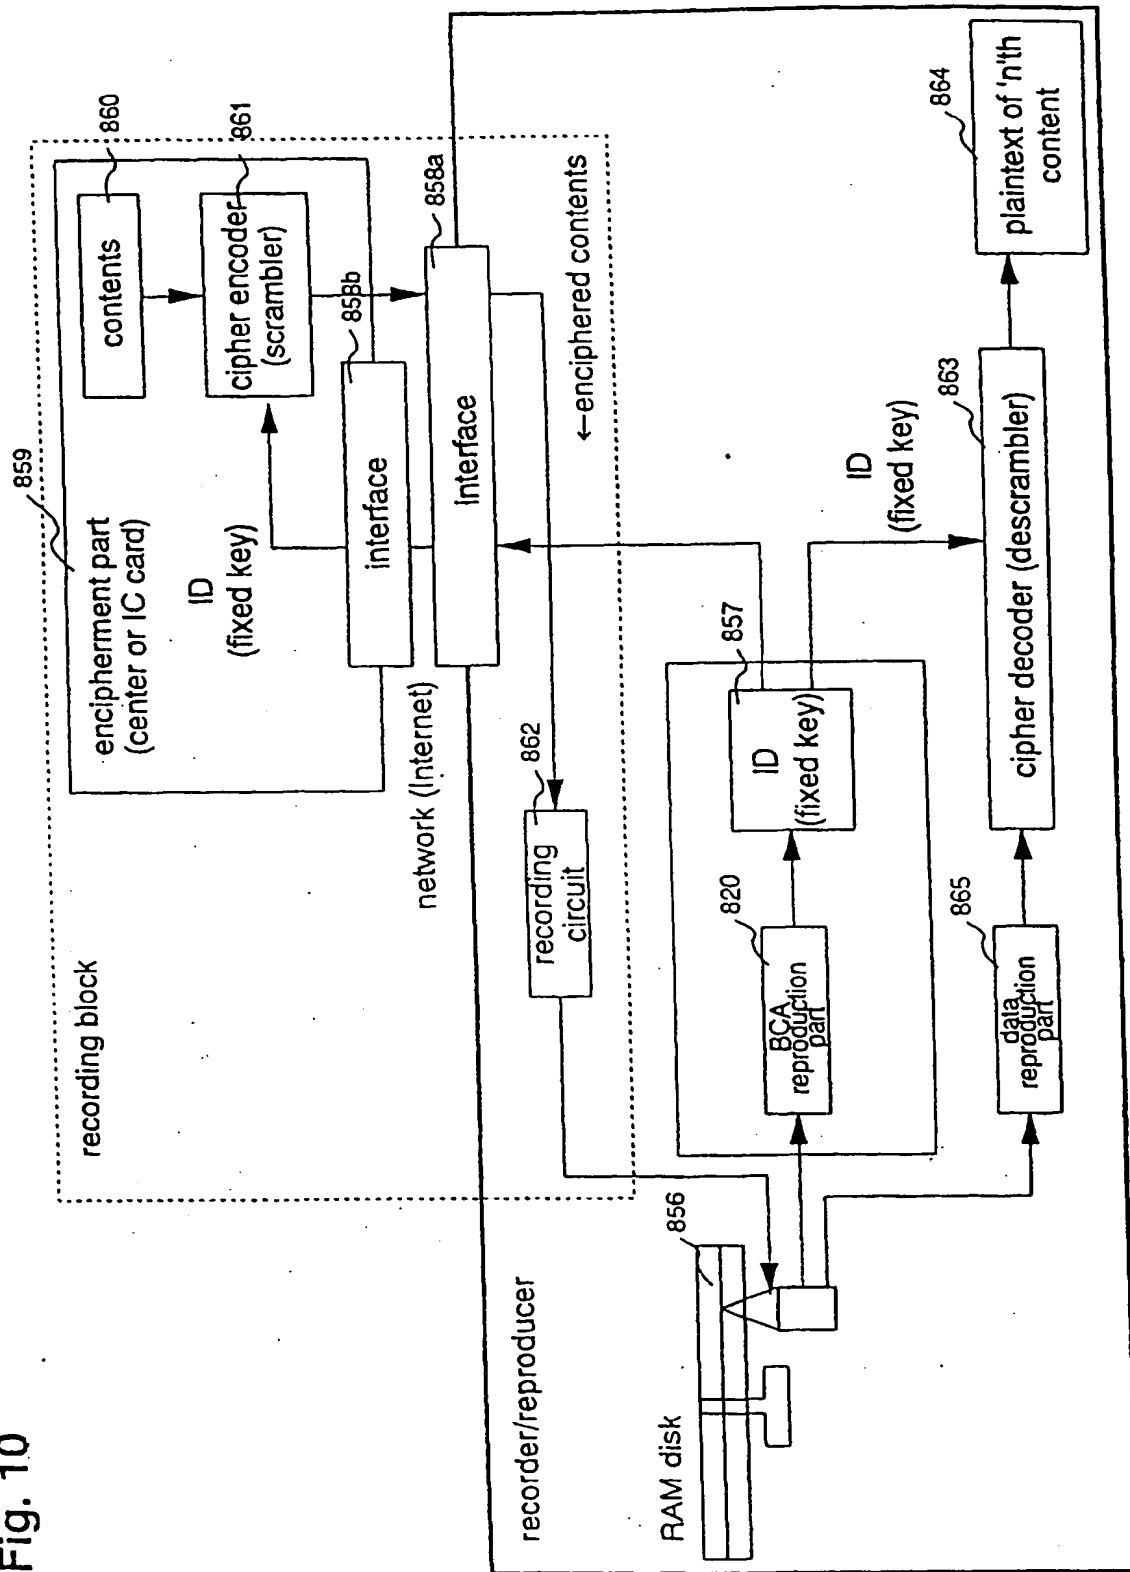 Fig. 10
recording block
859
encipherment part
(center or IC card)
ID
(fixed key)
contents
860
cipher encoder
(scrambler)
861
interface
858b
network (Internet)
Interface
858a
recording
circuit
862
←enciphered contents
recorder/reproducer
RAM disk
856
BCA
reproduction
part
820
ID
(fixed key)
857
ID
(fixed key)
data
reproduction
part
865
cipher decoder (descrambler)
863
plaintext of 'n'th
content
864